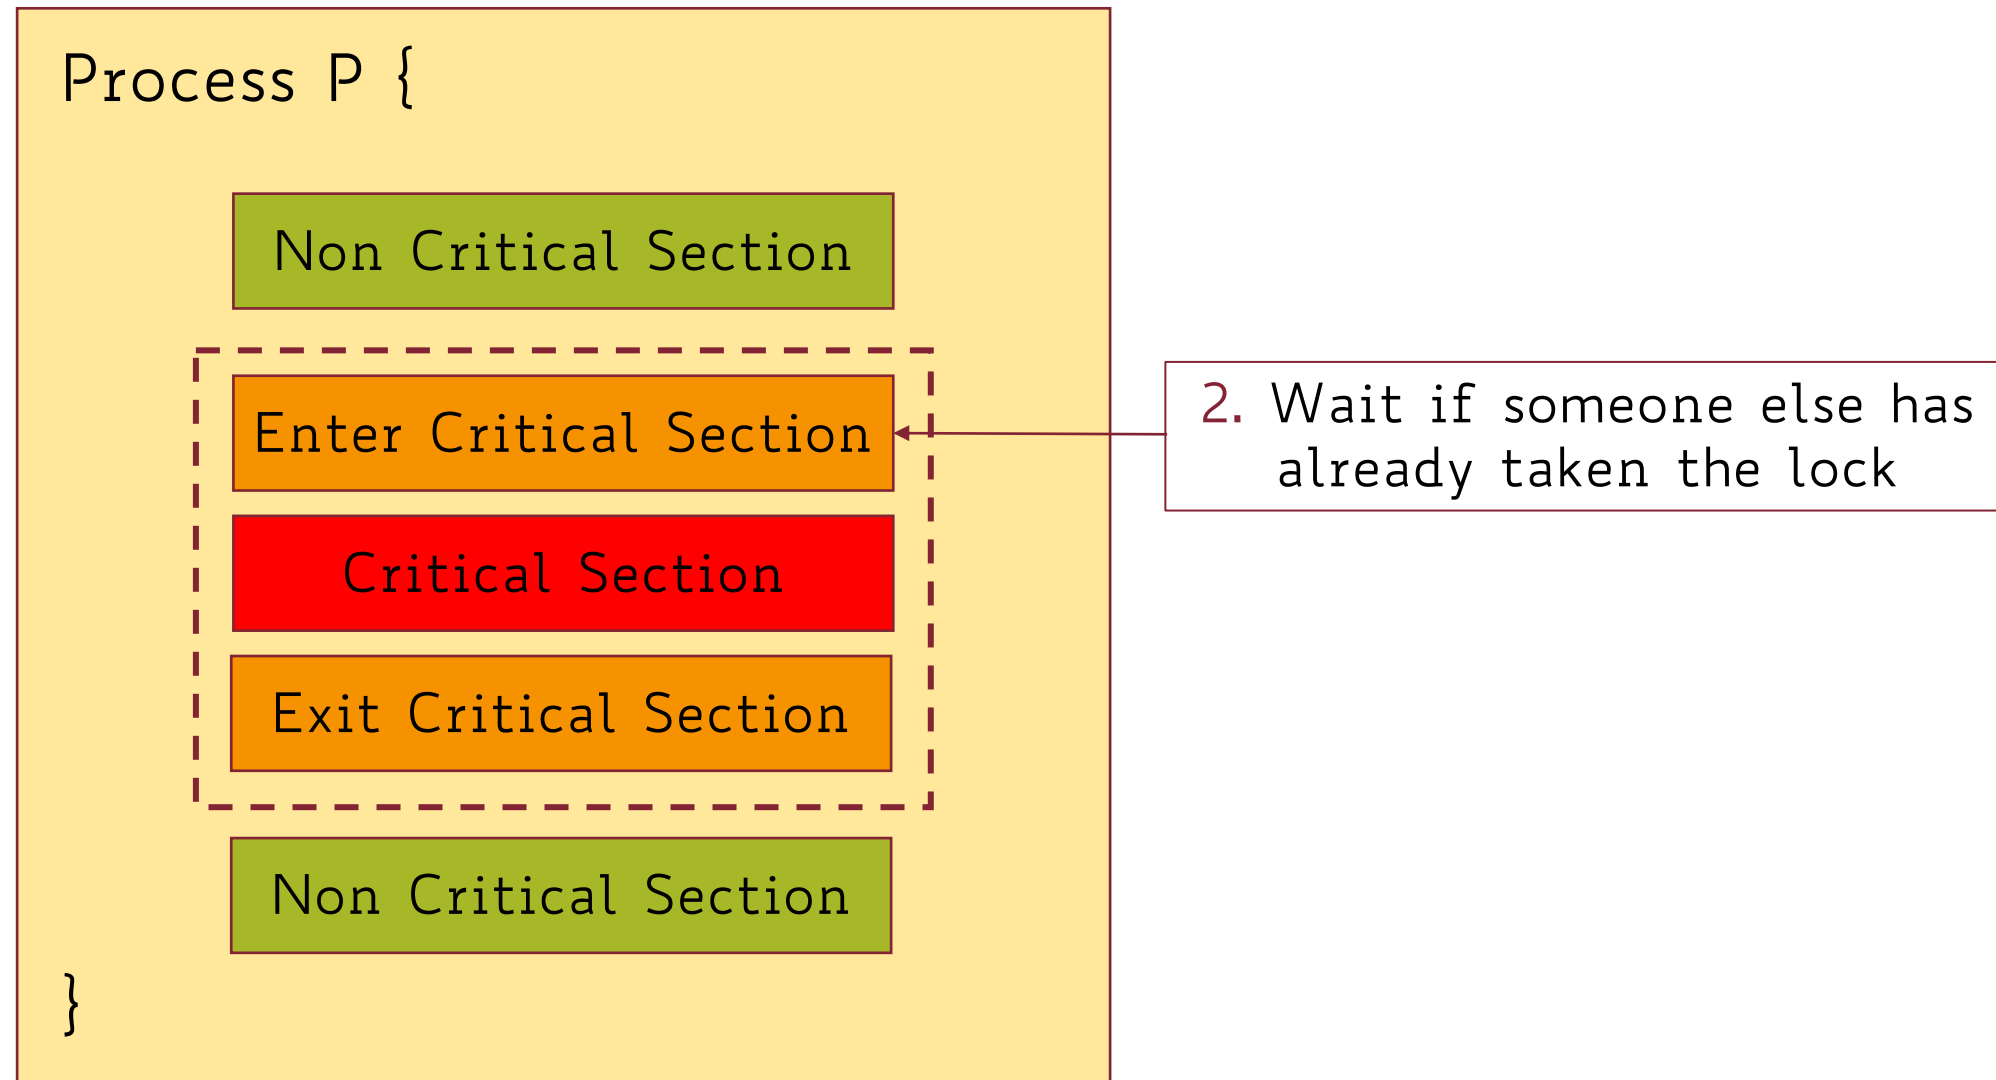 Process P {
Non Critical Section
Enter Critical Section
2. Wait if someone else has
already taken the lock
Critical Section
Exit Critical Section
Non Critical Section
}